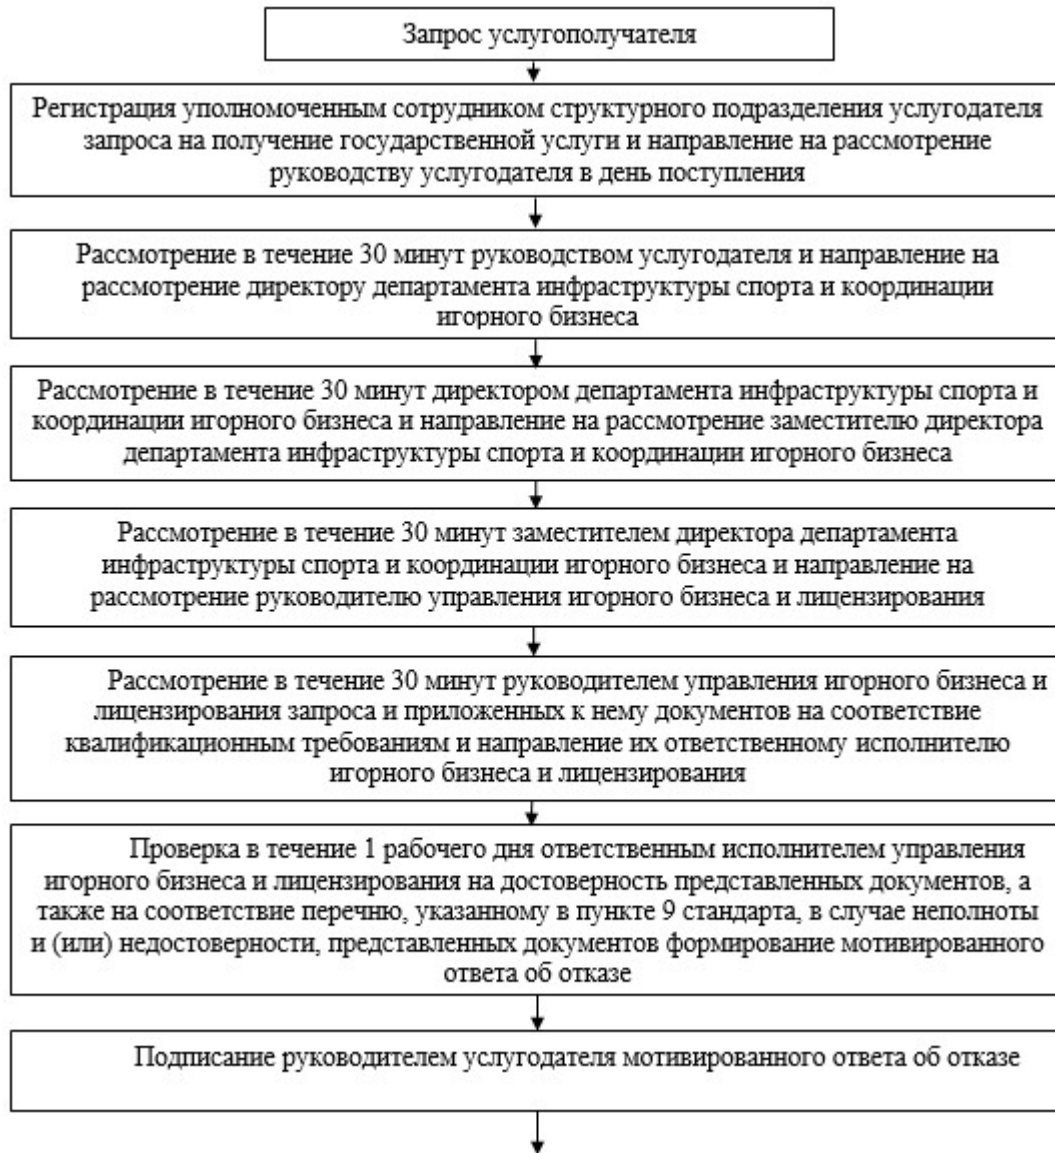 Запрос услугополучателя
Регистрация уполномоченным сотрудником структурного подразделения услугодателя
запроса на получение государственной услуги и направление на рассмотрение
руководству услугодателя в день поступления
Рассмотрение в течение 30 минут руководством услугодателя и направление на
рассмотрение директору департамента инфраструктуры спорта и координации
игорного бизнеса
Рассмотрение в течение 30 минут директором департамента инфраструктуры спорта и
координации игорного бизнеса и направление на рассмотрение заместителю директора
департамента инфраструктуры спорта и координации игорного бизнеса
Рассмотрение в течение 30 минут заместителем директора департамента
инфраструктуры спорта и координации игорного бизнеса и направление на
рассмотрение руководителю управления игорного бизнеса и лицензирования
Рассмотрение в течение 30 минут руководителем управления игорного бизнеса и
лицензирования запроса и приложенных к нему документов на соответствие
квалификационным требованиям и направление их ответственному исполнителю
игорного бизнеса и лицензирования
Проверка в течение 1 рабочего дня ответственным исполнителем управления
игорного бизнеса и лицензирования на достоверность представленных документов, а
также на соответствие перечню, указанному в пункте 9 стандарта, в случае неполноты
и (или) недостоверности, представленных документов формирование мотивированного
ответа об отказе
Подписание руководителем услугодателя мотивированного ответа об отказе